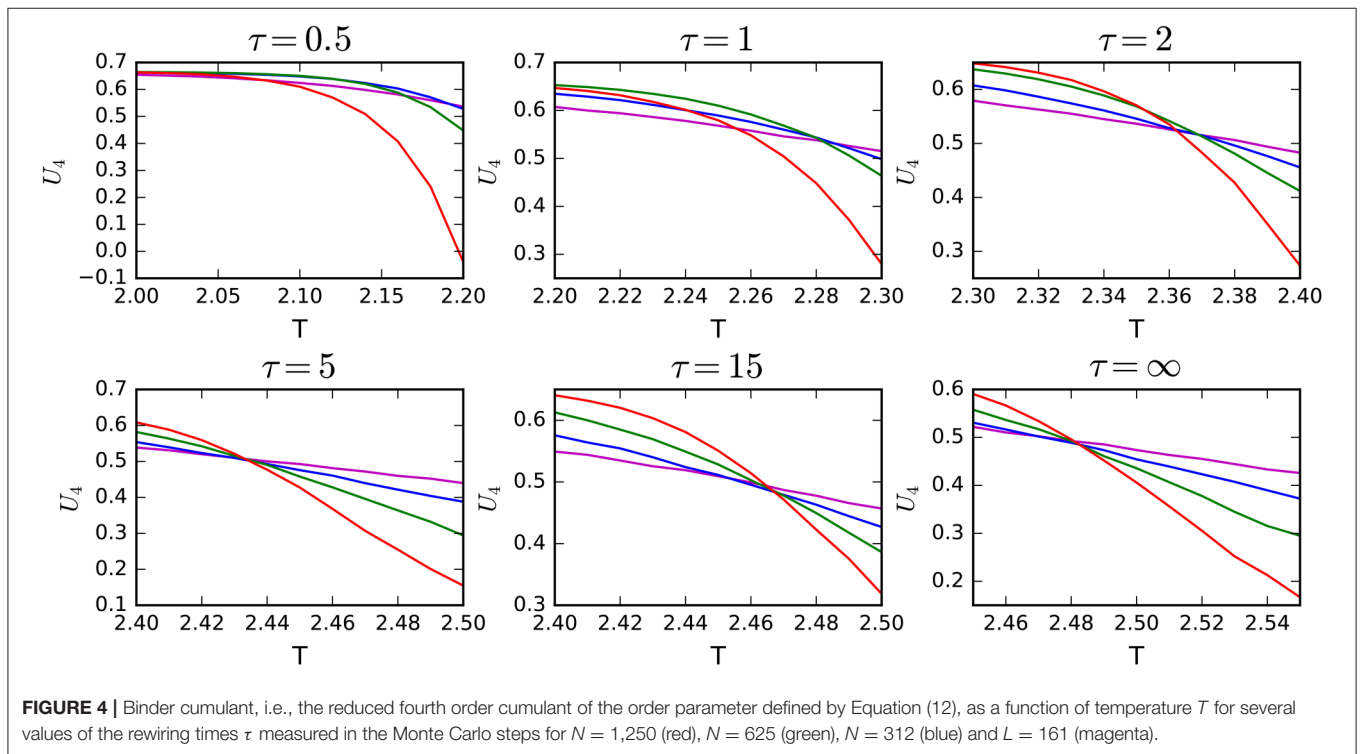 τ = 0.5
0.7
0.6
0.5
0.4
0.3
0.2
0.1
0.0
−0.1
U4
2.00 2.05 2.10 2.15 2.20
T
τ = 1
0.7
0.6
0.5
0.4
0.3
U4
2.20 2.22 2.24 2.26 2.28 2.30
T
τ = 2
0.6
0.5
0.4
0.3
U4
2.30 2.32 2.34 2.36 2.38 2.40
T
τ = 5
0.7
0.6
0.5
0.4
0.3
0.2
0.1
U4
2.40 2.42 2.44 2.46 2.48 2.50
T
τ = 15
0.6
0.5
0.4
0.3
U4
2.40 2.42 2.44 2.46 2.48 2.50
T
τ = ∞
0.6
0.5
0.4
0.3
0.2
U4
2.46 2.48 2.50 2.52 2.54
T
FIGURE 4 | Binder cumulant, i.e., the reduced fourth order cumulant of the order parameter defined by Equation (12), as a function of temperature T for several
values of the rewiring times τ measured in the Monte Carlo steps for N = 1,250 (red), N = 625 (green), N = 312 (blue) and L = 161 (magenta).